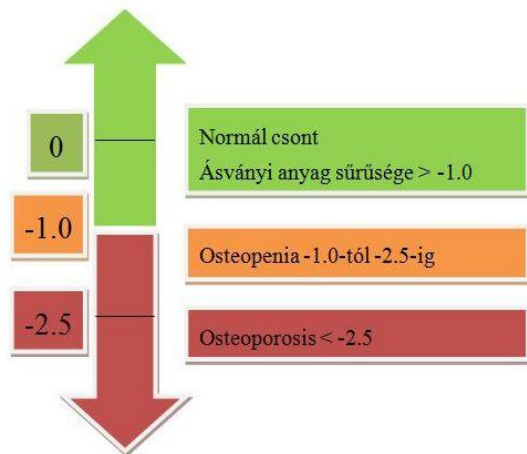 0
Normál csont
Ásványi anyag sűrűsége > -1.0
-1.0
Osteopenia -1.0-tól -2.5-ig
-2.5
Osteoporosis < -2.5